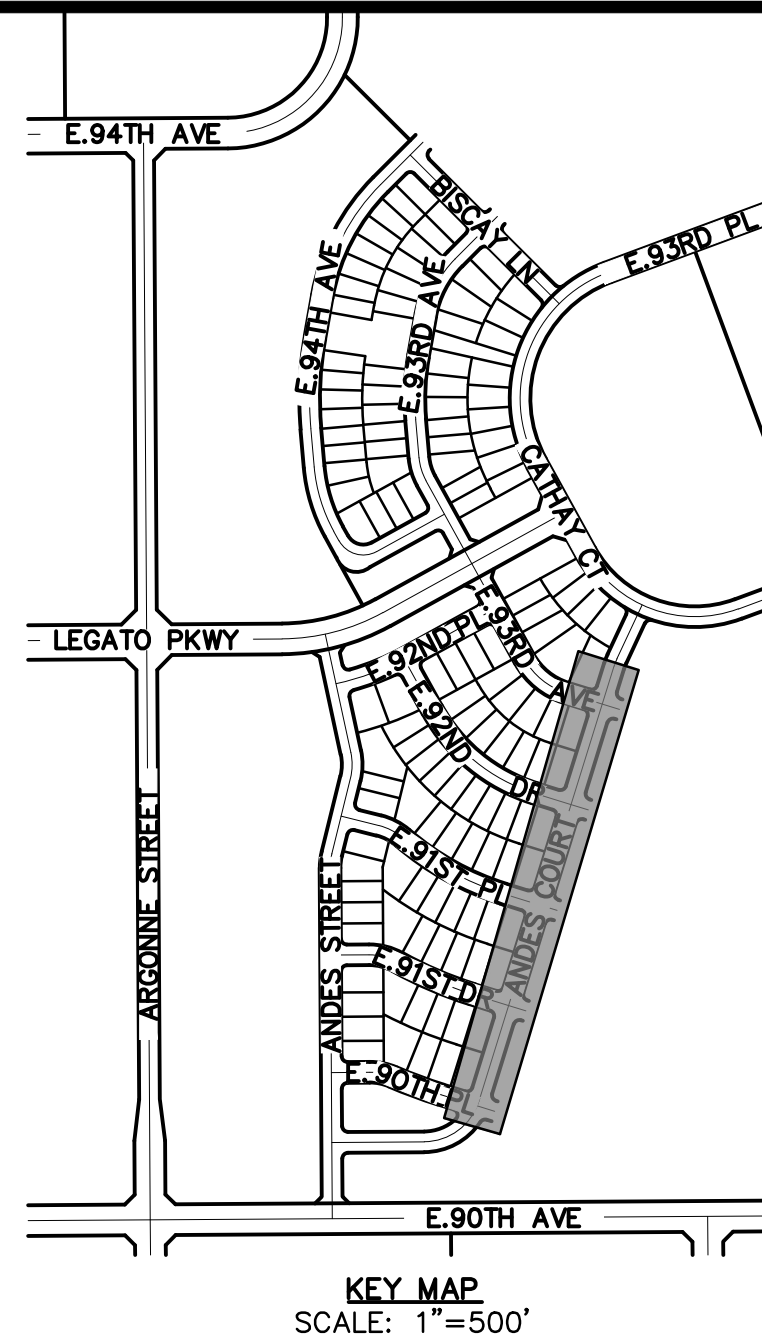 E.94TH AVE
BISCAY LN
E.93RD PL
E.94TH AVE
E.93RD AVE
CATHAY CT
LEGATO PKWY
E.92ND PL
E.93RD AVE
E.92ND DR
ARGONNE STREET
ANDES STREET
E.91ST PL
ANDES COURT
E.91ST DR
E. 90TH PL
E.90TH AVE
KEY MAP
SCALE: 1"=500'